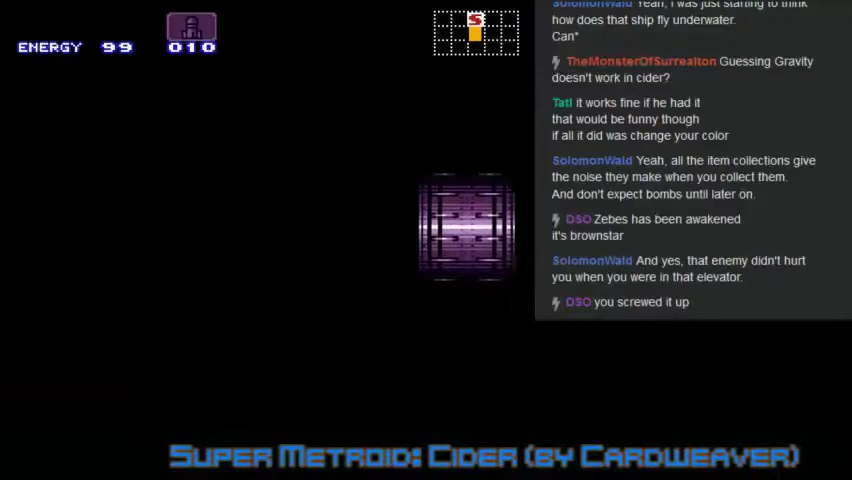 ENERGY 99
010
S
SolomonWald Yeah, I was just starting to think
how does that ship fly underwater.
Can*
TheMonsterOfSurrealton Guessing Gravity
doesn't work in cider?
Tatl it works fine if he had it
that would be funny though
if all it did was change your color
SolomonWald Yeah, all the item collections give
the noise they make when you collect them.
And don't expect bombs until later on.
DSO Zebes has been awakened
it's brownstar
SolomonWald And yes, that enemy didn't hurt
you when you were in that elevator.
DSO you screwed it up
SUPER METROID: CIDER (BY CARDWEAVER)